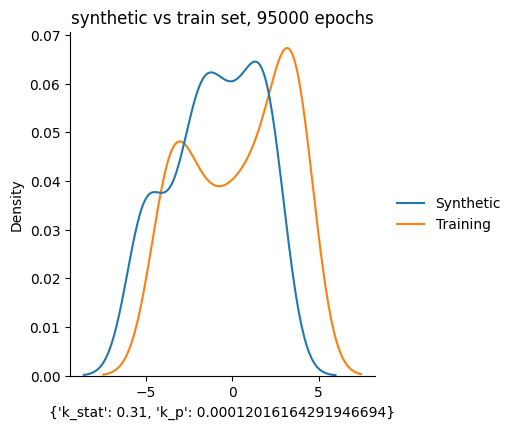 synthetic vs train set, 95000 epochs
0.07
0.06
0.05
0.04
0.03
0.02
0.01
0.00
Density
−5
0
5
Synthetic
Training
{'k_stat': 0.31, 'k_p': 0.00012016164291946694}